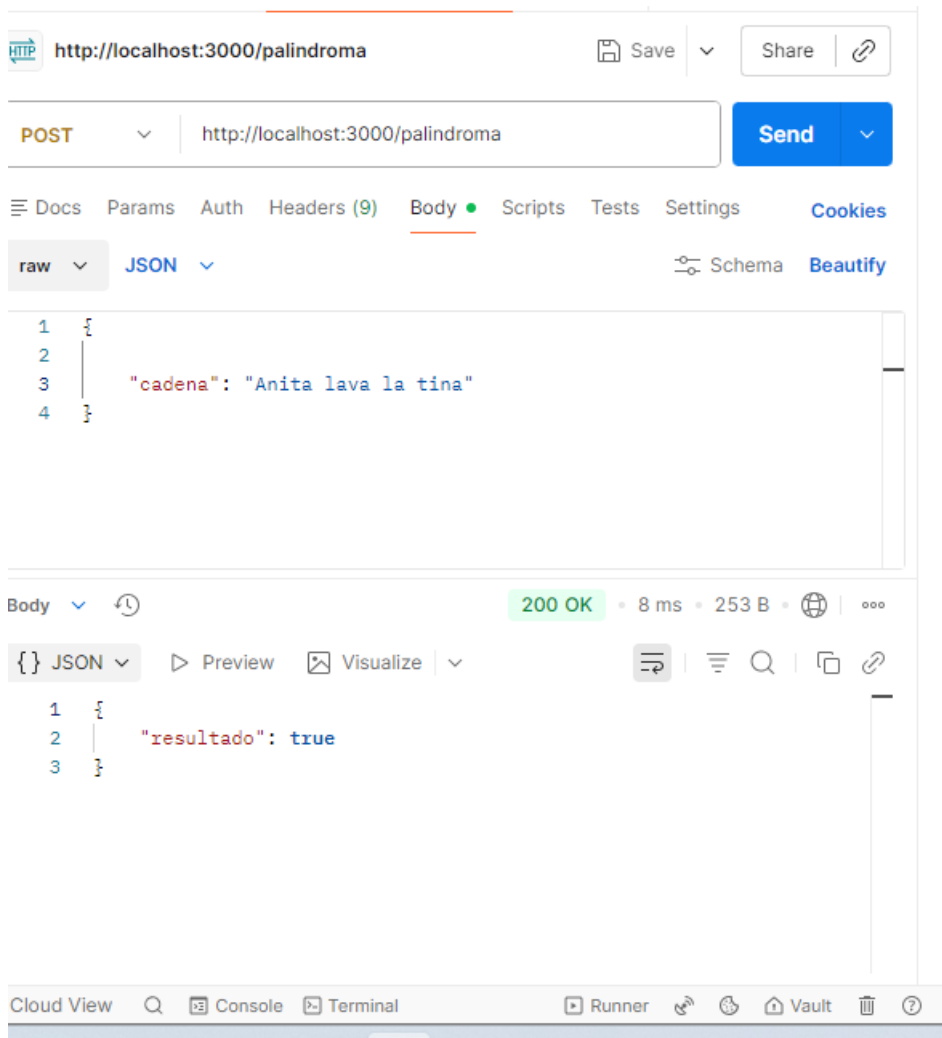 HTTP http://localhost:3000/palindroma Save Share
POST http://localhost:3000/palindroma Send
Docs Params Auth Headers (9) Body Scripts Tests Settings Cookies
raw JSON Schema Beautify
1 {
2
3 "cadena": "Anita lava la tina"
4 }
Body 200 OK 8 ms 253 B
{} JSON Preview Visualize
1 {
2 "resultado": true
3 }
Cloud View Console Terminal Runner Vault